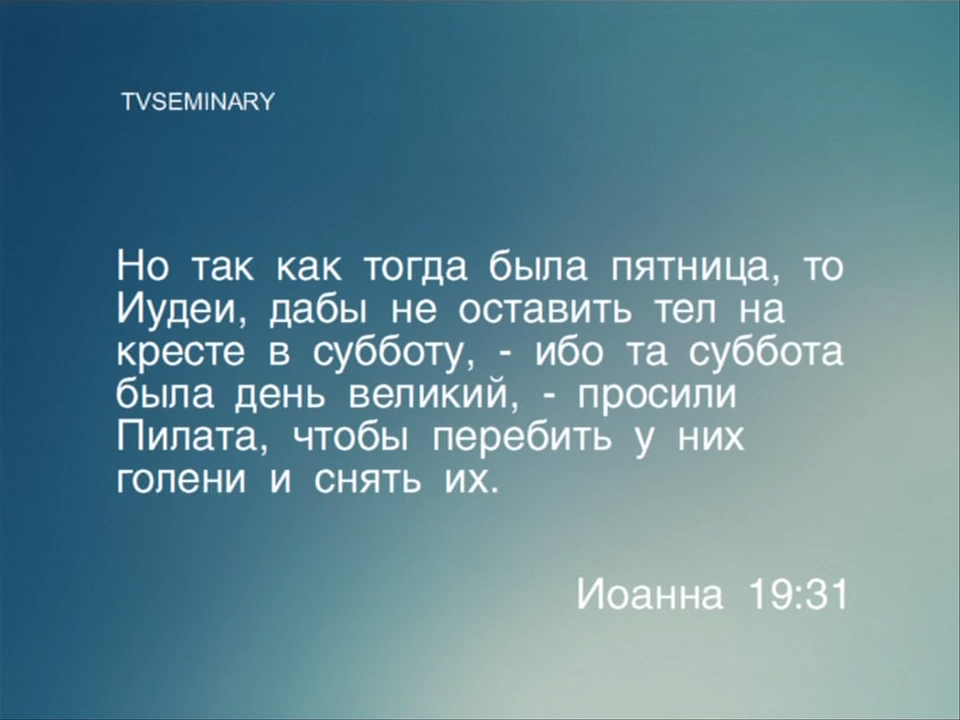 TVSEMINARY
Но так как тогда была пятница, то
Иудеи, дабы не оставить тел на
кресте в субботу, - ибо та суббота
была день великий, - просили
Пилата, чтобы перебить у них
голени и снять их.
Иоанна 19:31